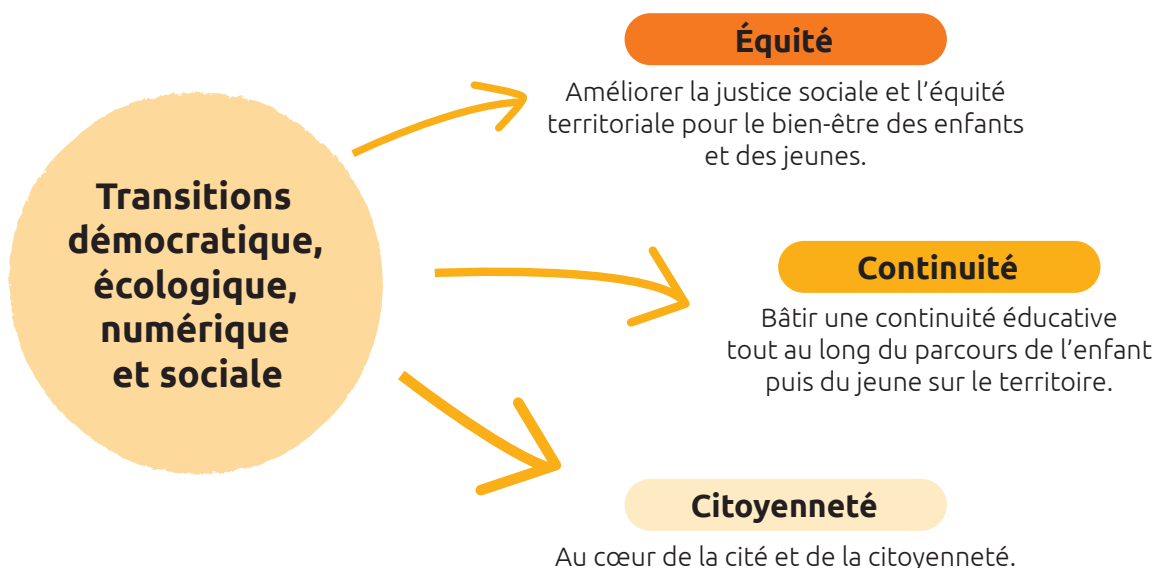 Transitions
démocratique,
écologique,
numérique
et sociale
Équité
Améliorer la justice sociale et l’équité
territoriale pour le bien-être des enfants
et des jeunes.
Continuité
Bâtir une continuité éducative
tout au long du parcours de l’enfant
puis du jeune sur le territoire.
Citoyenneté
Au cœur de la cité et de la citoyenneté.